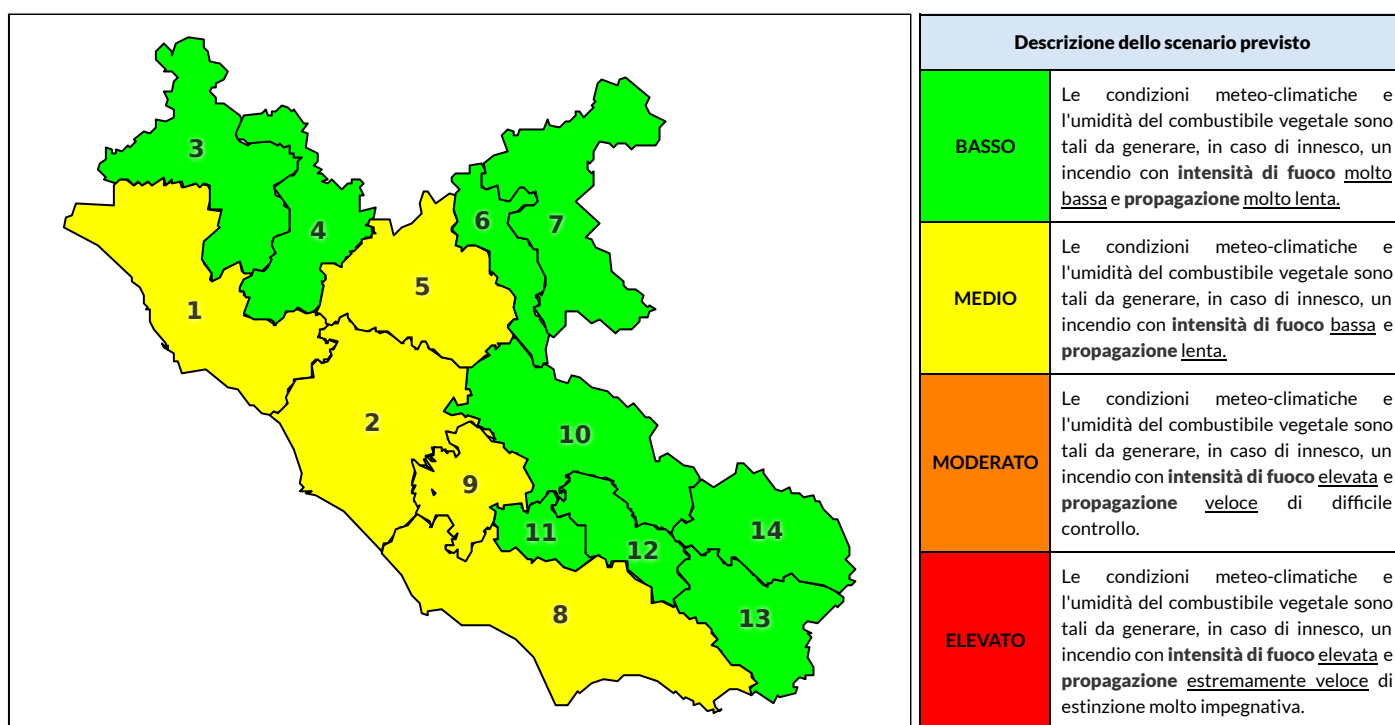 3
4
6
7
5
1
2
10
9
11
12
14
8
13
Descrizione dello scenario previsto
BASSO
Le condizioni meteo-climatiche e
l'umidità del combustibile vegetale sono
tali da generare, in caso di innesco, un
incendio con intensità di fuoco molto
bassa e propagazione molto lenta.
MEDIO
Le condizioni meteo-climatiche e
l'umidità del combustibile vegetale sono
tali da generare, in caso di innesco, un
incendio con intensità di fuoco bassa e
propagazione lenta.
MODERATO
Le condizioni meteo-climatiche e
l'umidità del combustibile vegetale sono
tali da generare, in caso di innesco, un
incendio con intensità di fuoco elevata e
propagazione veloce di difficile
controllo.
ELEVATO
Le condizioni meteo-climatiche e
l'umidità del combustibile vegetale sono
tali da generare, in caso di innesco, un
incendio con intensità di fuoco elevata e
propagazione estremamente veloce di
estinzione molto impegnativa.